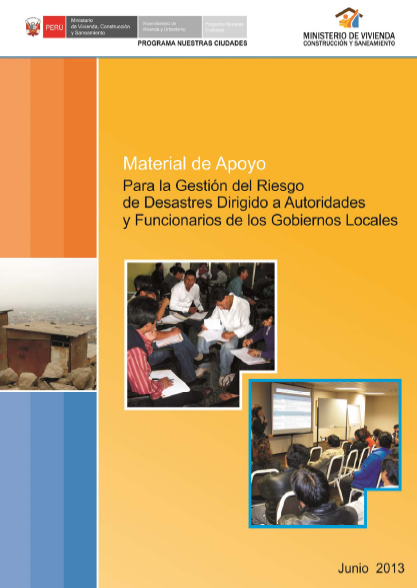 PERÚ
Ministerio
de Vivienda, Construcción
y Saneamiento
Viceministerio de
Vivienda y Urbanismo
Programa Nuestras
Ciudades
PROGRAMA NUESTRAS CIUDADES
MINISTERIO DE VIVIENDA
CONSTRUCCIÓN Y SANEAMIENTO
Material de Apoyo
Para la Gestión del Riesgo
de Desastres Dirigido a Autoridades
y Funcionarios de los Gobiernos Locales
Junio 2013